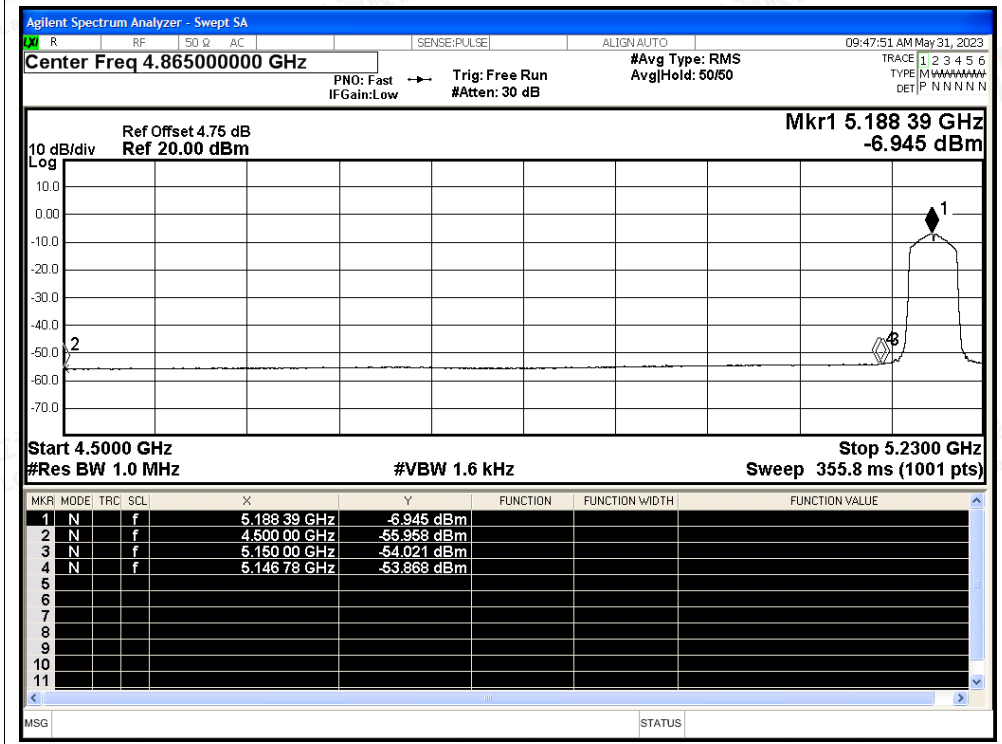 Agilent Spectrum Analyzer - Swept SA
LXI R RF 50 Ω AC SENSE:PULSE ALIGN AUTO 09:47:51 AM May 31, 2023
Center Freq 4.865000000 GHz
PNO: Fast
IFGain:Low
Trig: Free Run
#Atten: 30 dB
#Avg Type: RMS
Avg|Hold: 50/50
TRACE 1 2 3 4 5 6
TYPE M WWWWW
DET P N N N N N
Mkr1 5.188 39 GHz
-6.945 dBm
Ref Offset 4.75 dB
10 dB/div Ref 20.00 dBm
Log
10.0
0.00
-10.0
-20.0
-30.0
-40.0
-50.0
-60.0
-70.0
1
2
4
3
Start 4.5000 GHz Stop 5.2300 GHz
#Res BW 1.0 MHz #VBW 1.6 kHz Sweep 355.8 ms (1001 pts)
MKR MODE TRC SCL X Y FUNCTION FUNCTION WIDTH FUNCTION VALUE
1 N f 5.188 39 GHz -6.945 dBm
2 N f 4.500 00 GHz -55.958 dBm
3 N f 5.150 00 GHz -54.021 dBm
4 N f 5.146 78 GHz -53.868 dBm
5
6
7
8
9
10
11
MSG STATUS